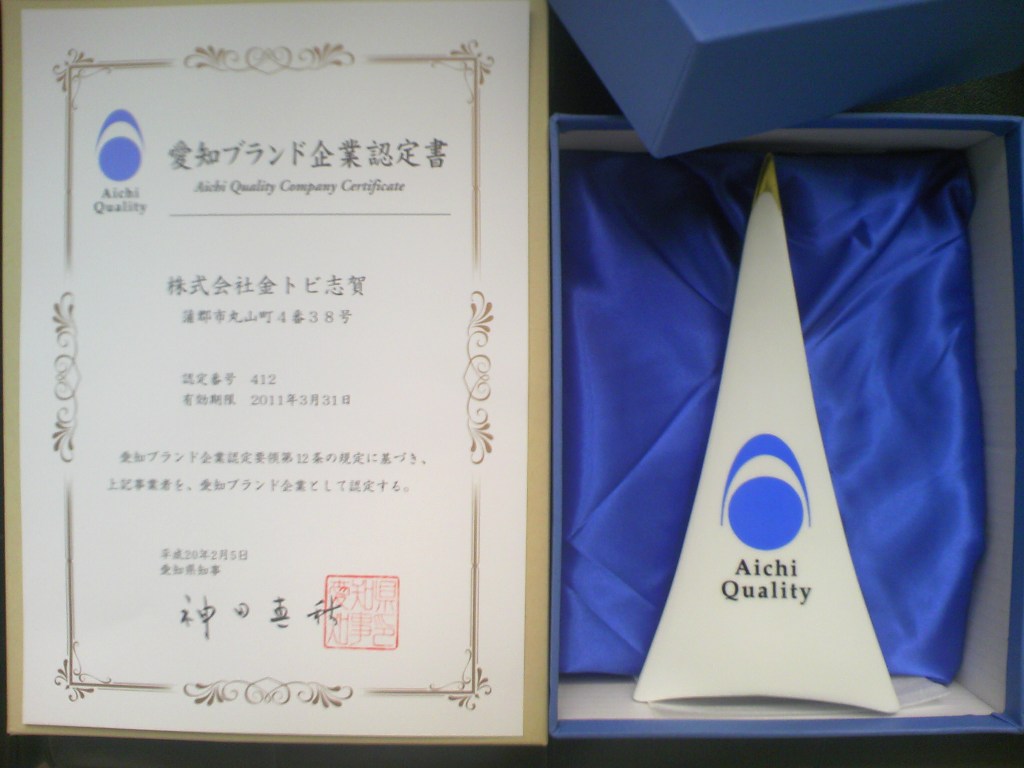 愛知ブランド企業認定書
Aichi Quality Company Certificate
Aichi
Quality
株式会社金トビ志賀
蒲郡市丸山町4番38号
認定番号 412
有効期限 2011年3月31日
愛知ブランド企業認定要領第12条の規定に基づき、
上記事業者を、愛知ブランド企業として認定する。
平成20年2月5日
愛知県知事
神田真秋
Aichi
Quality